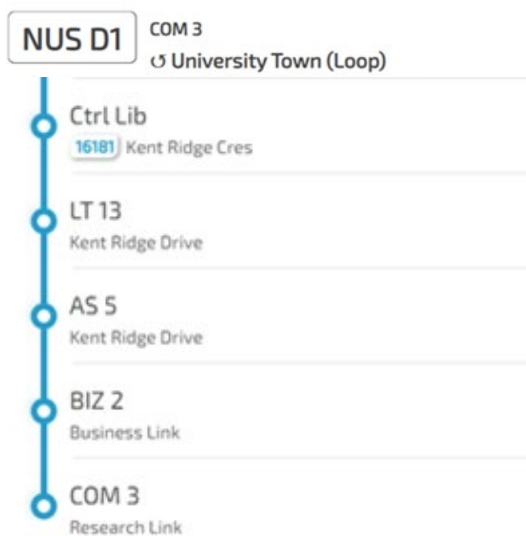 NUS D1
COM 3
↺ University Town (Loop)
Ctrl Lib
16181 Kent Ridge Cres
LT 13
Kent Ridge Drive
AS 5
Kent Ridge Drive
BIZ 2
Business Link
COM 3
Research Link